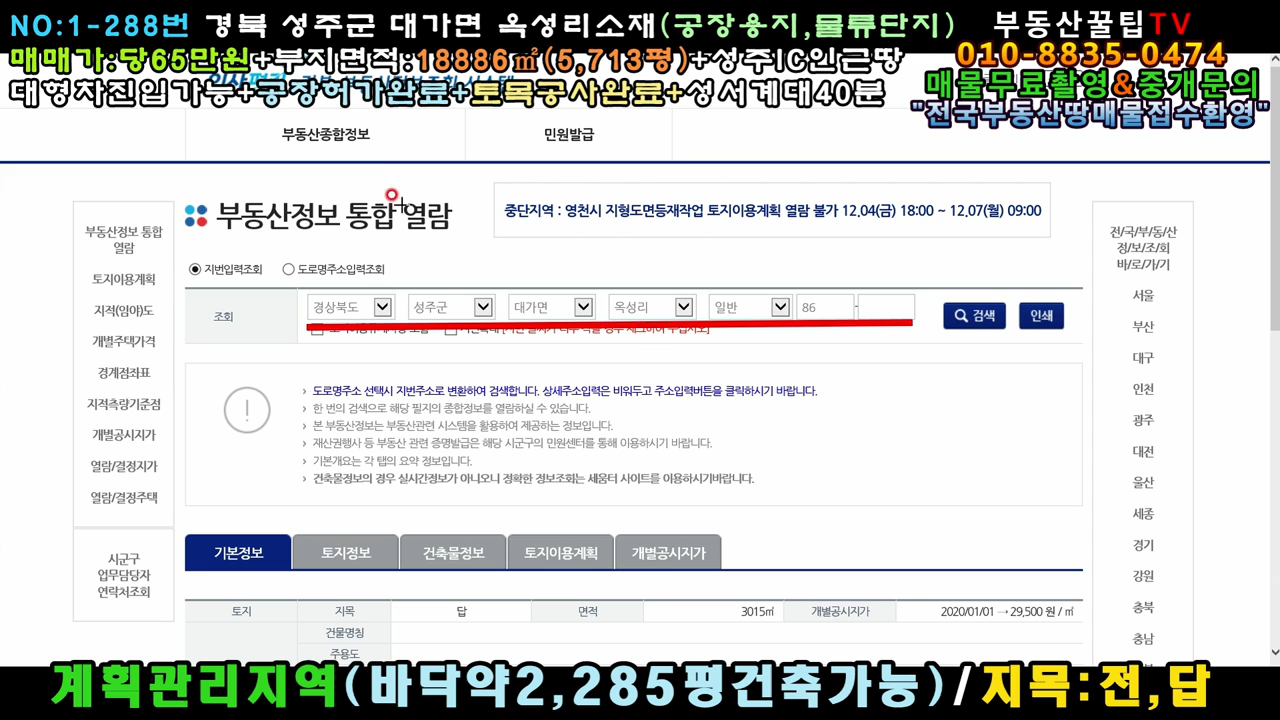 NO:1-288번 경북 성주군 대가면 옥성리소재(공장용지,물류단지)
부동산꿀팁TV
매매가:당65만원+부지면적:18886㎡(5,713평)+성주IC인근땅
010-8835-0474
대형차진입가능+공장허가완료+토목공사완료+성서계대40분
매물무료촬영&중개문의
"전국부동산땅매물접수환영"
부동산종합정보
민원발급
부동산정보 통합 열람
중단지역 : 영천시 지형도면등재작업 토지이용계획 열람 불가 12.04(금) 18:00 ~ 12.07(월) 09:00
지번입력조회
도로명주소입력조회
조회
경상북도
성주군
대가면
옥성리
일반
86
-
검색
인쇄
도로명주소 선택시 지번주소로 변환하여 검색합니다. 상세주소입력은 비워두고 주소입력버튼을 클릭하시기 바랍니다.
한 번의 검색으로 해당 필지의 종합정보를 열람하실 수 있습니다.
본 부동산정보는 부동산관련 시스템을 활용하여 제공하는 정보입니다.
재산권행사 등 부동산 관련 증명발급은 해당 시군구의 민원센터를 통해 이용하시기 바랍니다.
기본개요는 각 탭의 요약 정보입니다.
건축물정보의 경우 실시간정보가 아니오니 정확한 정보조회는 세움터 사이트를 이용하시기바랍니다.
기본정보
토지정보
건축물정보
토지이용계획
개별공시지가
토지
지목
답
면적
3015㎡
개별공시지가
2020/01/01 → 29,500 원 / ㎡
건물명칭
주용도
부동산정보 통합
열람
토지이용계획
지적(임야)도
개별주택가격
경계점좌표
지적측량기준점
개별공시지가
열람/결정지가
열람/결정주택
시군구
업무담당자
연락처조회
전/국/부/동/산
정/보/조/회
바/로/가/기
서울
부산
대구
인천
광주
대전
울산
세종
경기
강원
충북
충남
계획관리지역(바닥약2,285평건축가능)/지목:전,답